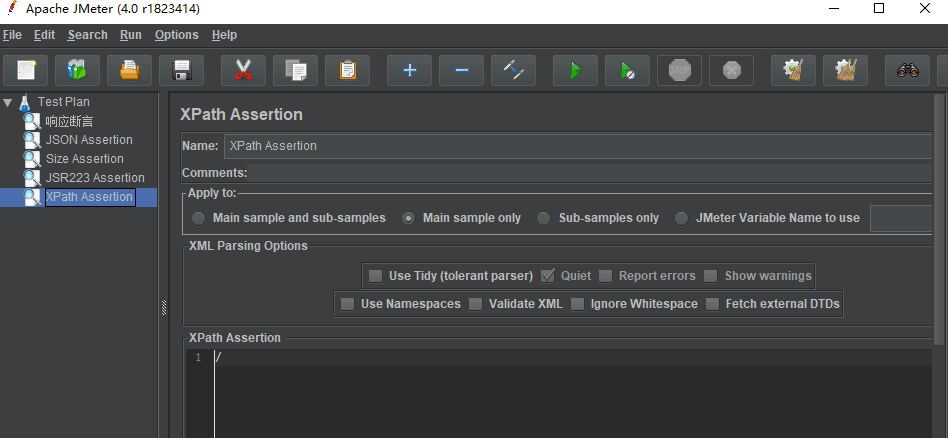 Apache JMeter (4.0 r1823414)
File Edit Search Run Options Help
STOP
Test Plan
响应断言
JSON Assertion
Size Assertion
JSR223 Assertion
XPath Assertion
XPath Assertion
Name: XPath Assertion
Comments:
Apply to:
Main sample and sub-samples Main sample only Sub-samples only JMeter Variable Name to use
XML Parsing Options
Use Tidy (tolerant parser) Quiet Report errors Show warnings
Use Namespaces Validate XML Ignore Whitespace Fetch external DTDs
XPath Assertion
1 /